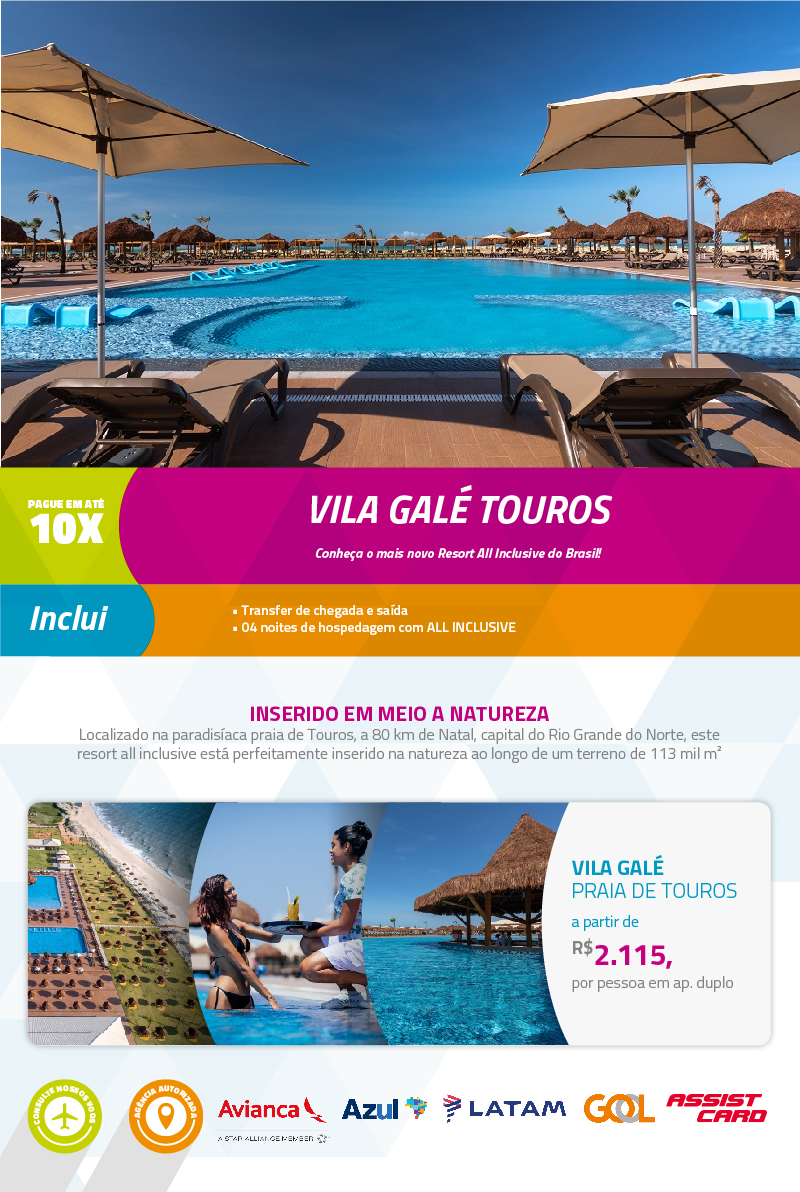 PAGUE EM ATÉ
10X
VILA GALÉ TOUROS
Conheça o mais novo Resort All Inclusive do Brasil!
Inclui
• Transfer de chegada e saída
• 04 noites de hospedagem com ALL INCLUSIVE
INSERIDO EM MEIO A NATUREZA
Localizado na paradisíaca praia de Touros, a 80 km de Natal, capital do Rio Grande do Norte, este
resort all inclusive está perfeitamente inserido na natureza ao longo de um terreno de 113 mil m²
VILA GALÉ
PRAIA DE TOUROS
a partir de
R$2.115,
por pessoa em ap. duplo
CONSULTE NOSSOS VOOS
AGÊNCIA AUTORIZADA
Avianca
A STAR ALLIANCE MEMBER
Azul
LATAM
GOL
ASSIST
CARD